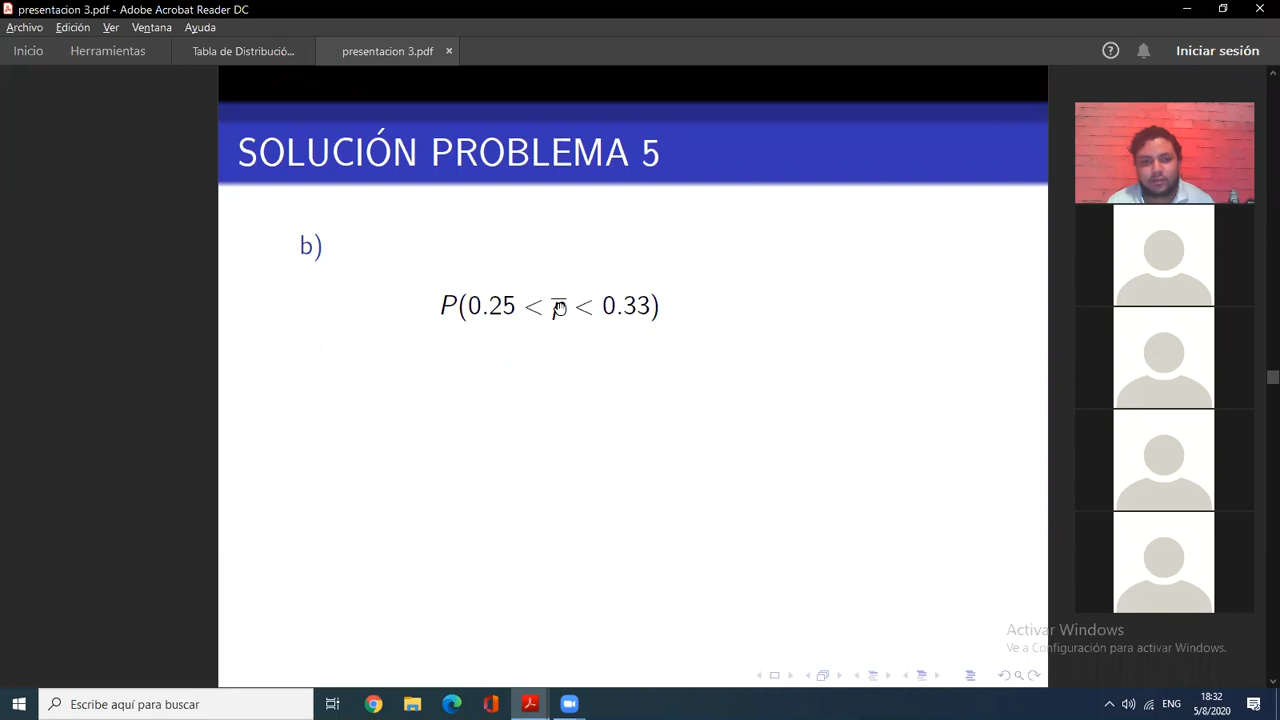 presentacion 3.pdf - Adobe Acrobat Reader DC
Archivo Edición Ver Ventana Ayuda
Inicio Herramientas Tabla de Distribució... presentacion 3.pdf × Iniciar sesión
SOLUCIÓN PROBLEMA 5
b)
P(0.25 < p̅ < 0.33)
Activar Windows
Ve a Configuración para activar Windows.
Escribe aquí para buscar
ENG
18:32
5/8/2020